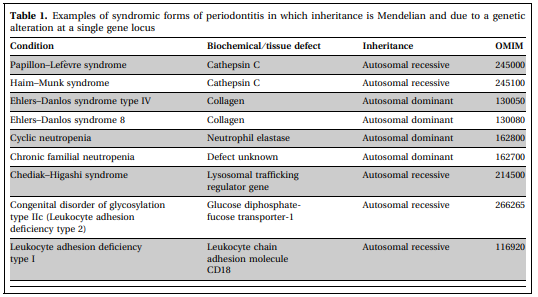 Table 1. Examples of syndromic forms of periodontitis in which inheritance is Mendelian and due to a genetic
alteration at a single gene locus
Condition Biochemical/tissue defect Inheritance OMIM
Papillon–Lefèvre syndrome Cathepsin C Autosomal recessive 245000
Haim–Munk syndrome Cathepsin C Autosomal recessive 245100
Ehlers–Danlos syndrome type IV Collagen Autosomal dominant 130050
Ehlers–Danlos syndrome 8 Collagen Autosomal dominant 130080
Cyclic neutropenia Neutrophil elastase Autosomal dominant 162800
Chronic familial neutropenia Defect unknown Autosomal dominant 162700
Chediak–Higashi syndrome Lysosomal trafficking Autosomal recessive 214500
regulator gene
Congenital disorder of glycosylation Glucose diphosphate- Autosomal recessive 266265
type IIc (Leukocyte adhesion fucose transporter-1
deficiency type 2)
Leukocyte adhesion deficiency Leukocyte chain Autosomal recessive 116920
type I adhesion molecule
CD18